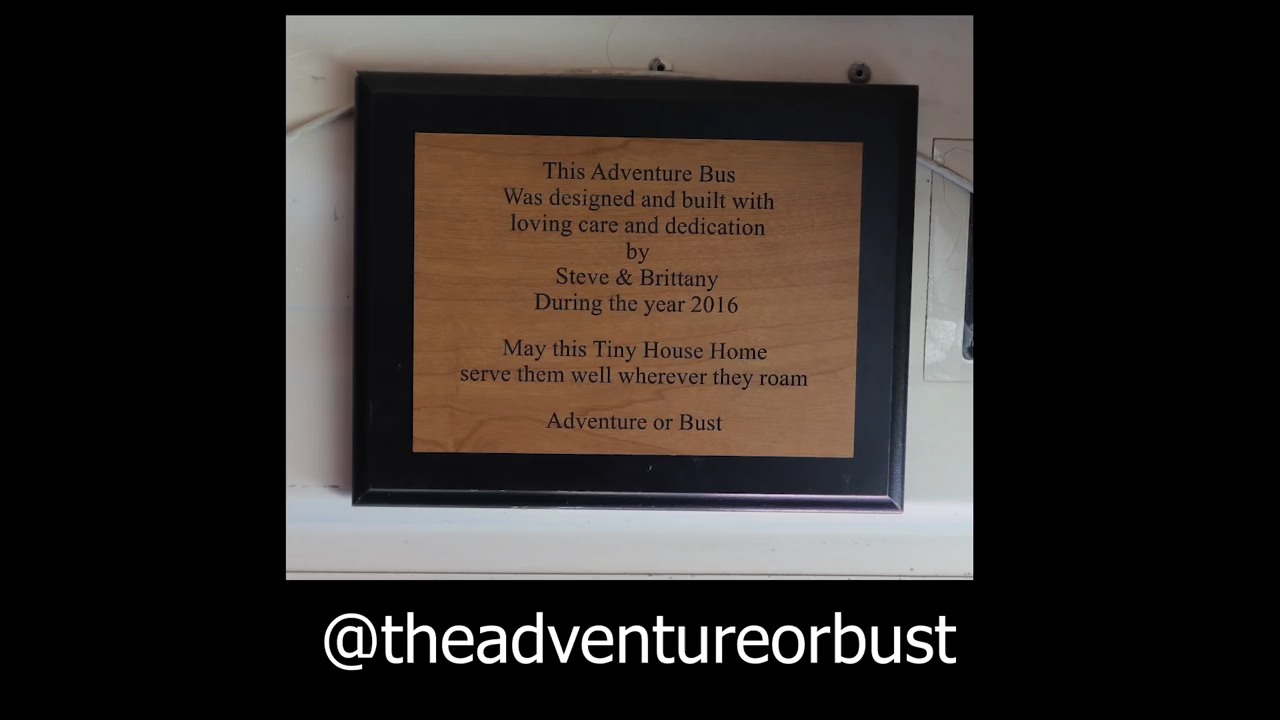 This Adventure Bus
Was designed and built with
loving care and dedication
by
Steve & Brittany
During the year 2016
May this Tiny House Home
serve them well wherever they roam
Adventure or Bust
@theadventureorbust